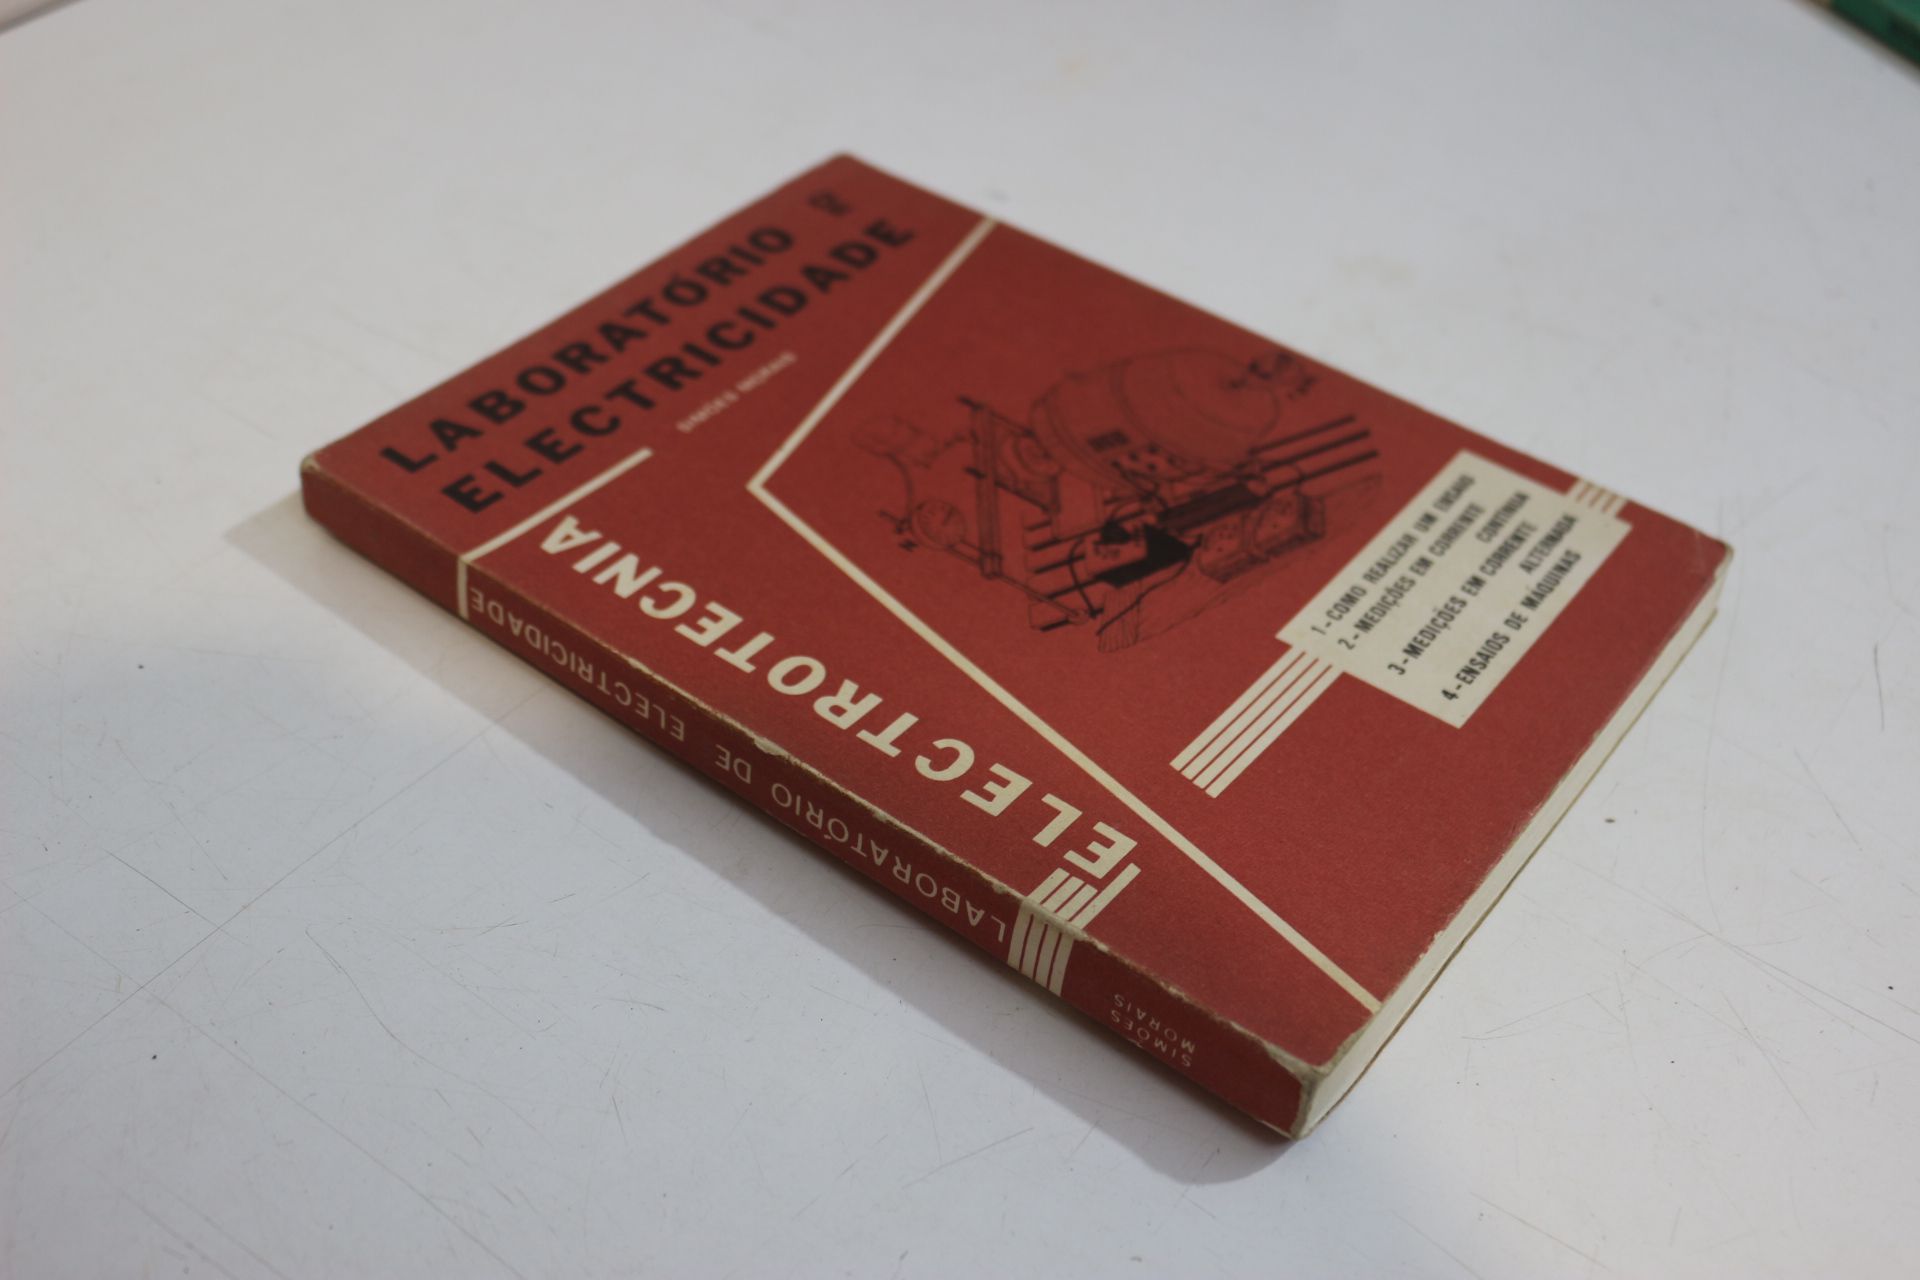 LABORATÓRIO DE
ELECTRICIDADE
SIMÕES MORAIS
ELECTROTECNIA
1-COMO REALIZAR UM ENSAIO
2-MEDIÇÕES EM CORRENTE
CONTINUA
3-MEDIÇÕES EM CORRENTE
ALTERNADA
4-ENSAIOS DE MAQUINAS
SIMÕES
MORAIS
LABORATÓRIO DE ELECTRICIDADE